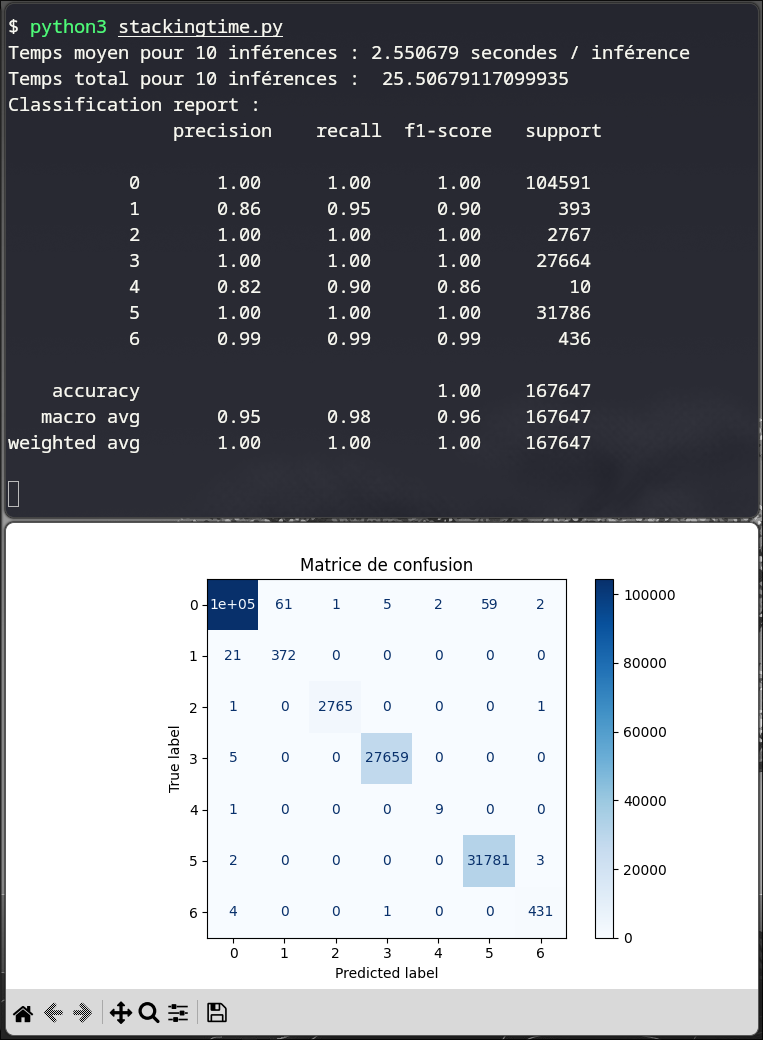 $ python3 stackingtime.py
Temps moyen pour 10 inférences : 2.550679 secondes / inférence
Temps total pour 10 inférences :  25.50679117099935
Classification report :
precision recall f1-score support
0 1.00 1.00 1.00 104591
1 0.86 0.95 0.90 393
2 1.00 1.00 1.00 2767
3 1.00 1.00 1.00 27664
4 0.82 0.90 0.86 10
5 1.00 1.00 1.00 31786
6 0.99 0.99 0.99 436
accuracy 1.00 167647
macro avg 0.95 0.98 0.96 167647
weighted avg 1.00 1.00 1.00 167647
Matrice de confusion
0 1e+05 61 1 5 2 59 2
1 21 372 0 0 0 0 0
2 1 0 2765 0 0 0 1
3 5 0 0 27659 0 0 0
4 1 0 0 0 9 0 0
5 2 0 0 0 0 31781 3
6 4 0 0 1 0 0 431
0 1 2 3 4 5 6
Predicted label
True label
100000
80000
60000
40000
20000
0